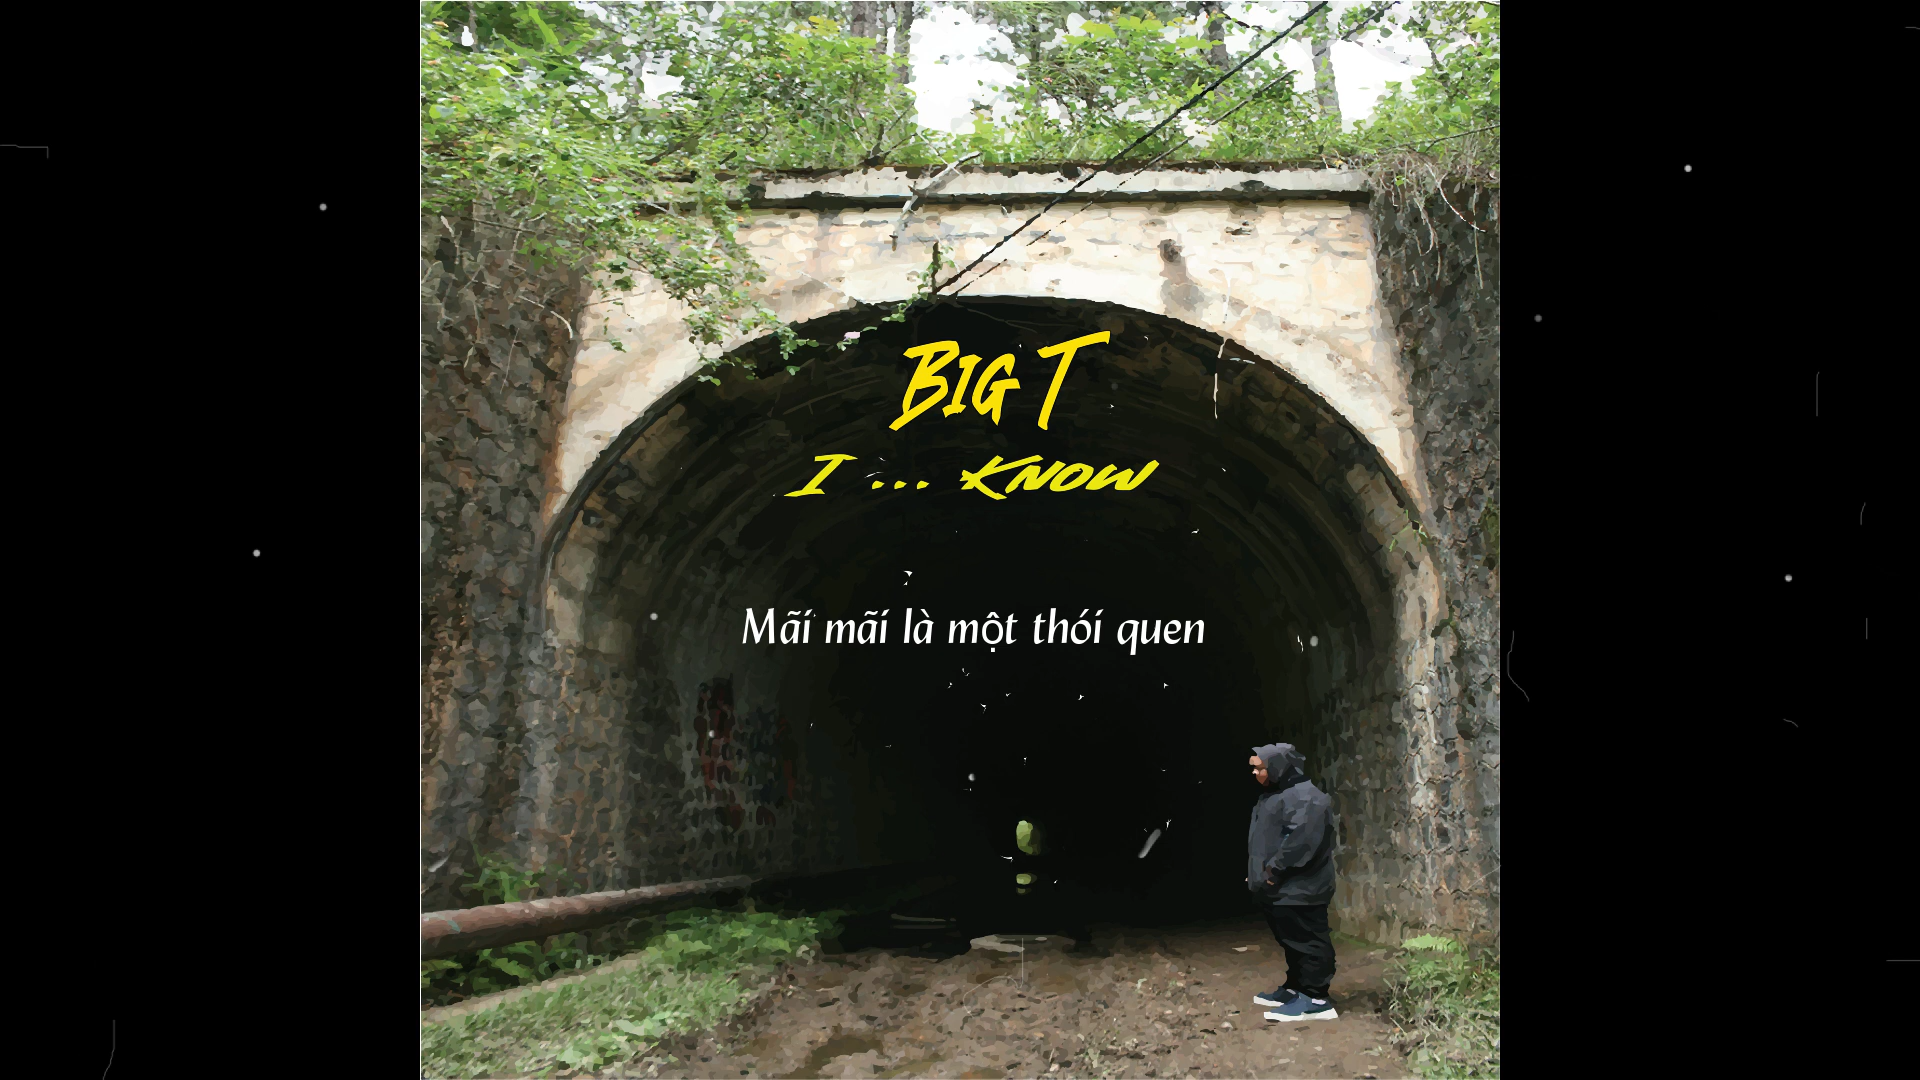 BIG T
I ... KNOW
Mãi mãi là một thói quen